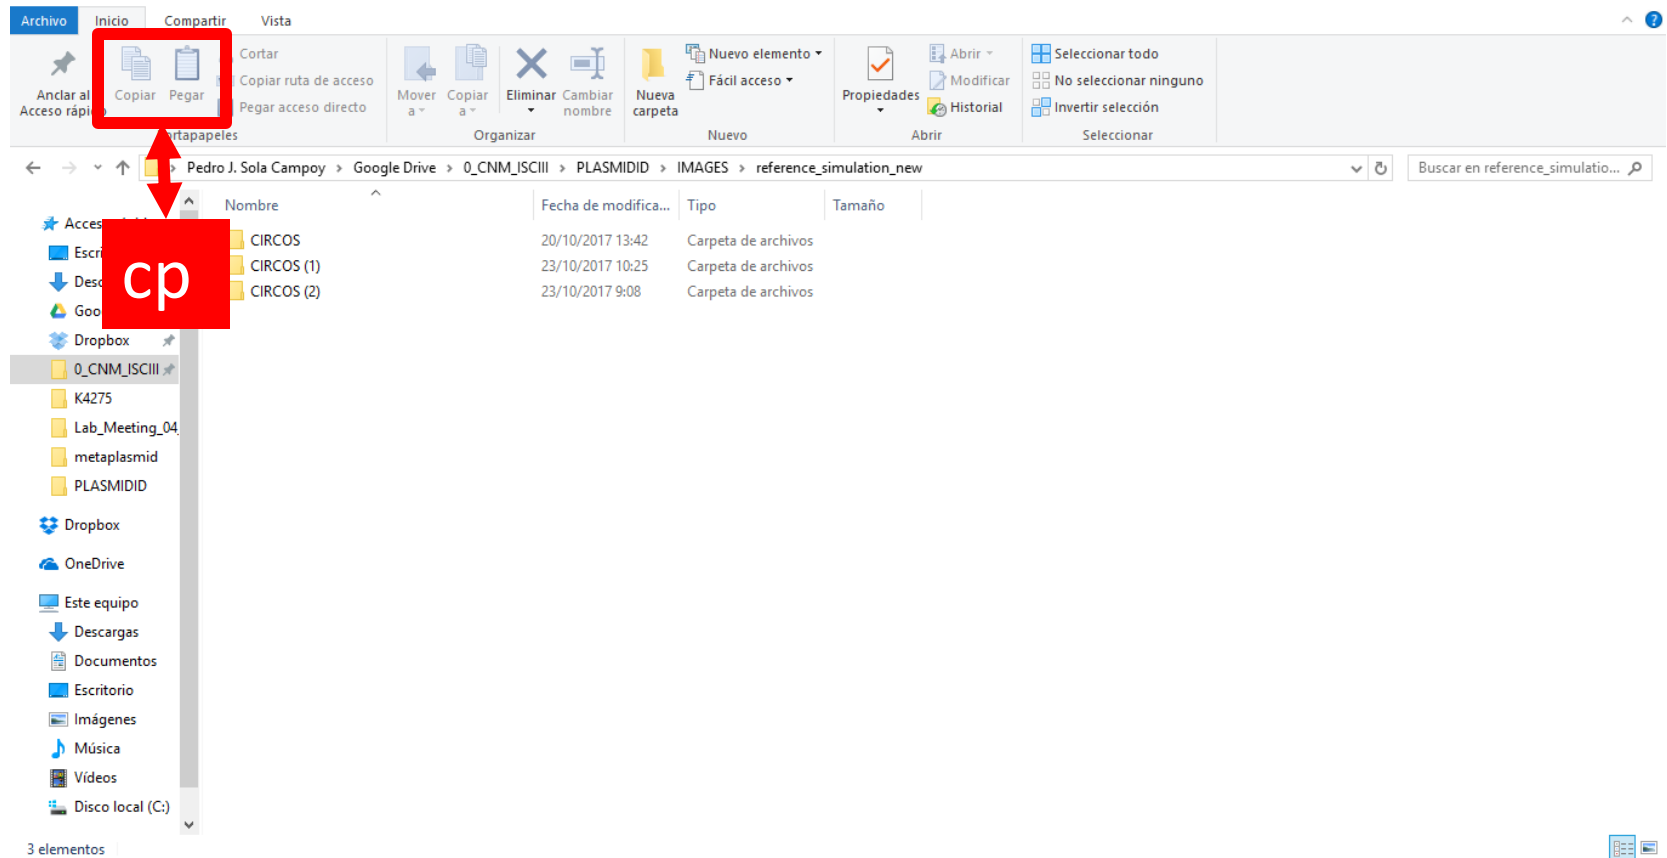 Archivo Inicio Compartir Vista
Anclar al
Copiar Pegar
Cortar
Copiar ruta de acceso
Pegar acceso directo
Mover a
Copiar a
Eliminar
Cambiar nombre
Nueva carpeta
Nuevo elemento
Fácil acceso
Propiedades
Abrir
Modificar
Historial
Seleccionar todo
No seleccionar ninguno
Invertir selección
Organizar Nuevo Abrir Seleccionar
Pedro J. Sola Campoy > Google Drive > 0_CNM_ISCIII > PLASMIDID > IMAGES > reference_simulation_new
Buscar en reference_simulatio...
Nombre Fecha de modifica... Tipo Tamaño
CIRCOS 20/10/2017 13:42 Carpeta de archivos
CIRCOS (1) 23/10/2017 10:25 Carpeta de archivos
CIRCOS (2) 23/10/2017 9:08 Carpeta de archivos
cp
Dropbox
0_CNM_ISCIII
K4275
Lab_Meeting_04_
metaplasmid
PLASMIDID
Dropbox
OneDrive
Este equipo
Descargas
Documentos
Escritorio
Imágenes
Música
Vídeos
Disco local (C:)
3 elementos